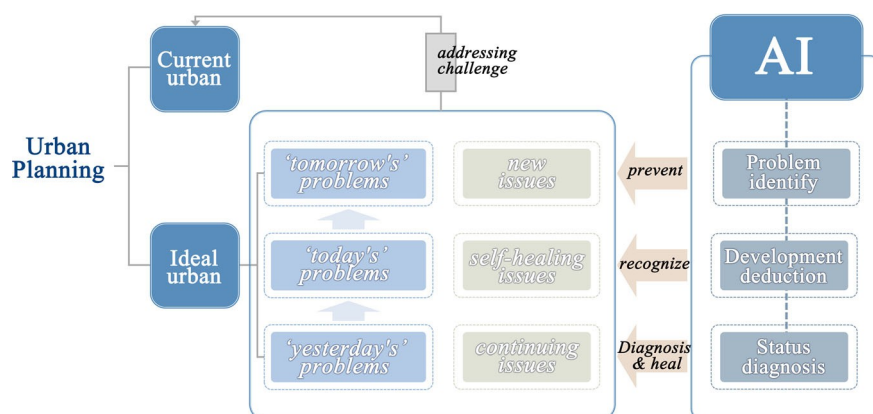 Current
urban
addressing
challenge
AI
Urban
Planning
'tomorrow's'
problems
new
issues
prevent
Problem
identify
Ideal
urban
'today's'
problems
self-healing
issues
recognize
Development
deduction
'yesterday's'
problems
continuing
issues
Diagnosis
& heal
Status
diagnosis